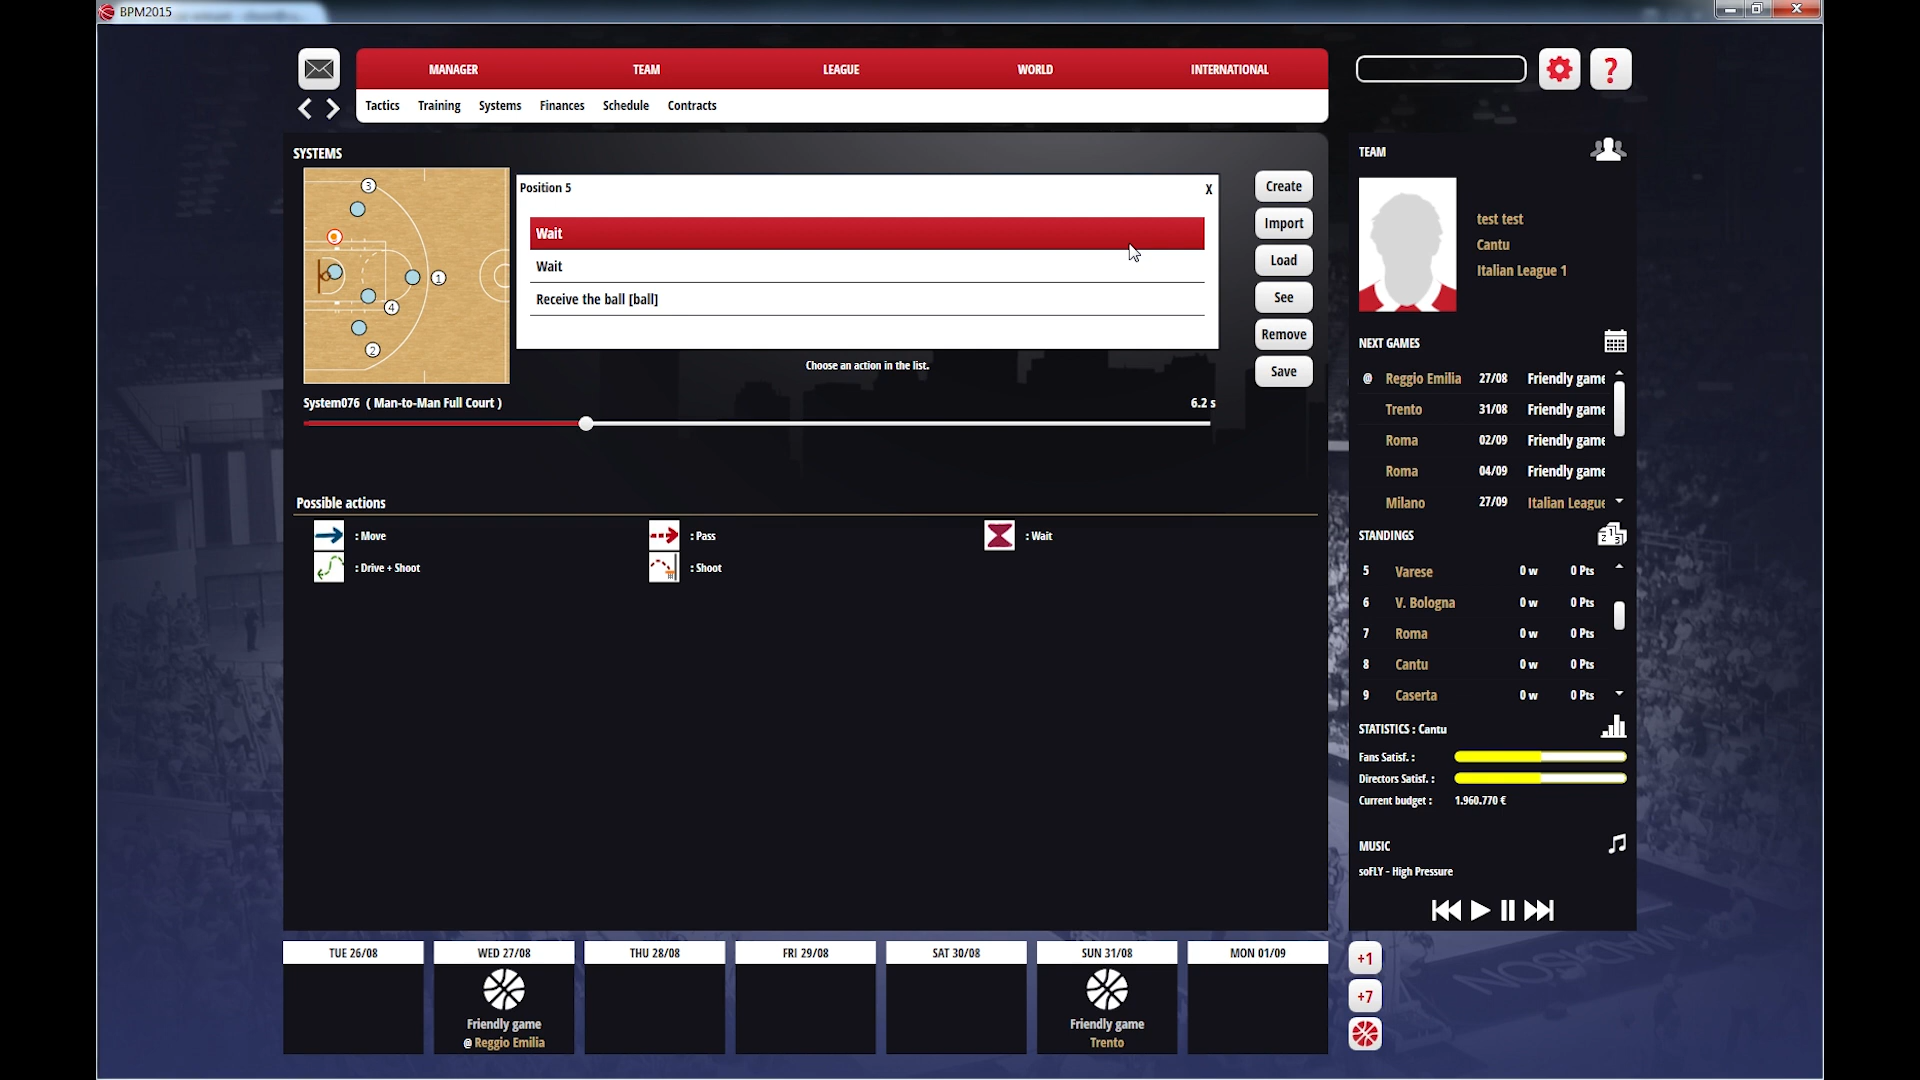 BPM2015
MANAGER TEAM LEAGUE WORLD INTERNATIONAL
?
Tactics Training Systems Finances Schedule Contracts
SYSTEMS
3
1
4
2
Position 5 X
Wait
Wait
Receive the ball [ball]
Choose an action in the list.
Create
Import
Load
See
Remove
Save
System076 ( Man-to-Man Full Court ) 6.2 s
Possible actions
: Move : Pass : Wait
: Drive + Shoot : Shoot
TEAM
test test
Cantu
Italian League 1
NEXT GAMES
@ Reggio Emilia 27/08 Friendly game
Trento 31/08 Friendly game
Roma 02/09 Friendly game
Roma 04/09 Friendly game
Milano 27/09 Italian League
STANDINGS
2 1 3
5 Varese 0 w 0 Pts
6 V. Bologna 0 w 0 Pts
7 Roma 0 w 0 Pts
8 Cantu 0 w 0 Pts
9 Caserta 0 w 0 Pts
STATISTICS : Cantu
Fans Satisf. :
Directors Satisf. :
Current budget : 1.960.770 €
MUSIC
soFLY - High Pressure
TUE 26/08 WED 27/08 THU 28/08 FRI 29/08 SAT 30/08 SUN 31/08 MON 01/09
Friendly game
@ Reggio Emilia
Friendly game
Trento
+1
+7